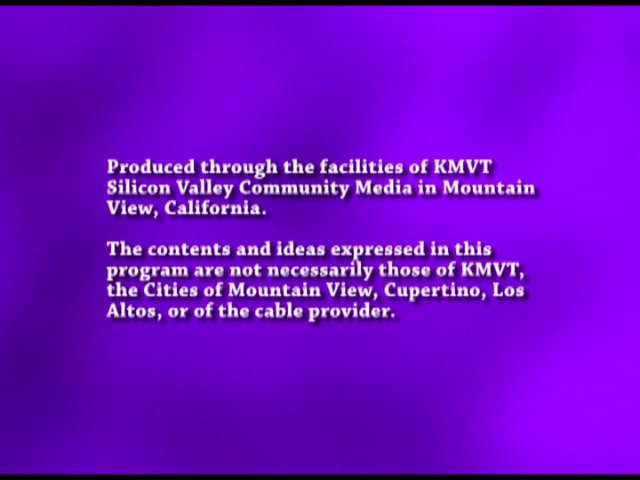 Produced through the facilities of KMVT
Silicon Valley Community Media in Mountain
View, California.
The contents and ideas expressed in this
program are not necessarily those of KMVT,
the Cities of Mountain View, Cupertino, Los
Altos, or of the cable provider.